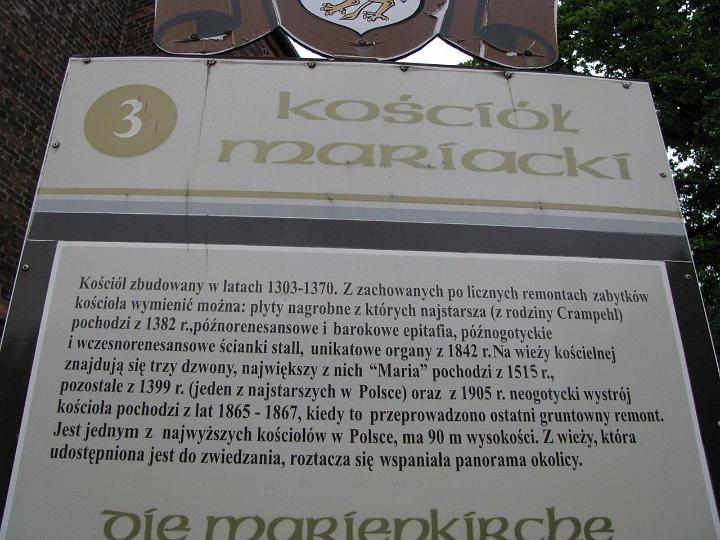 3
Kościół
mariacki
Kościół zbudowany w latach 1303-1370. Z zachowanych po licznych remontach zabytków
kościoła wymienić można: płyty nagrobne z których najstarsza (z rodziny Crampehl)
pochodzi z 1382 r.,późnorenesansowe i barokowe epitafia, późnogotyckie
i wczesnorenesansowe ścianki stall, unikatowe organy z 1842 r.Na wieży kościelnej
znajdują się trzy dzwony, największy z nich “Maria” pochodzi z 1515 r.,
pozostałe z 1399 r. (jeden z najstarszych w Polsce) oraz z 1905 r. neogotycki wystrój
kościoła pochodzi z lat 1865 - 1867, kiedy to przeprowadzono ostatni gruntowny remont.
Jest jednym z najwyższych kościołów w Polsce, ma 90 m wysokości. Z wieży, która
udostępniona jest do zwiedzania, roztacza się wspaniała panorama okolicy.
die marienkirche